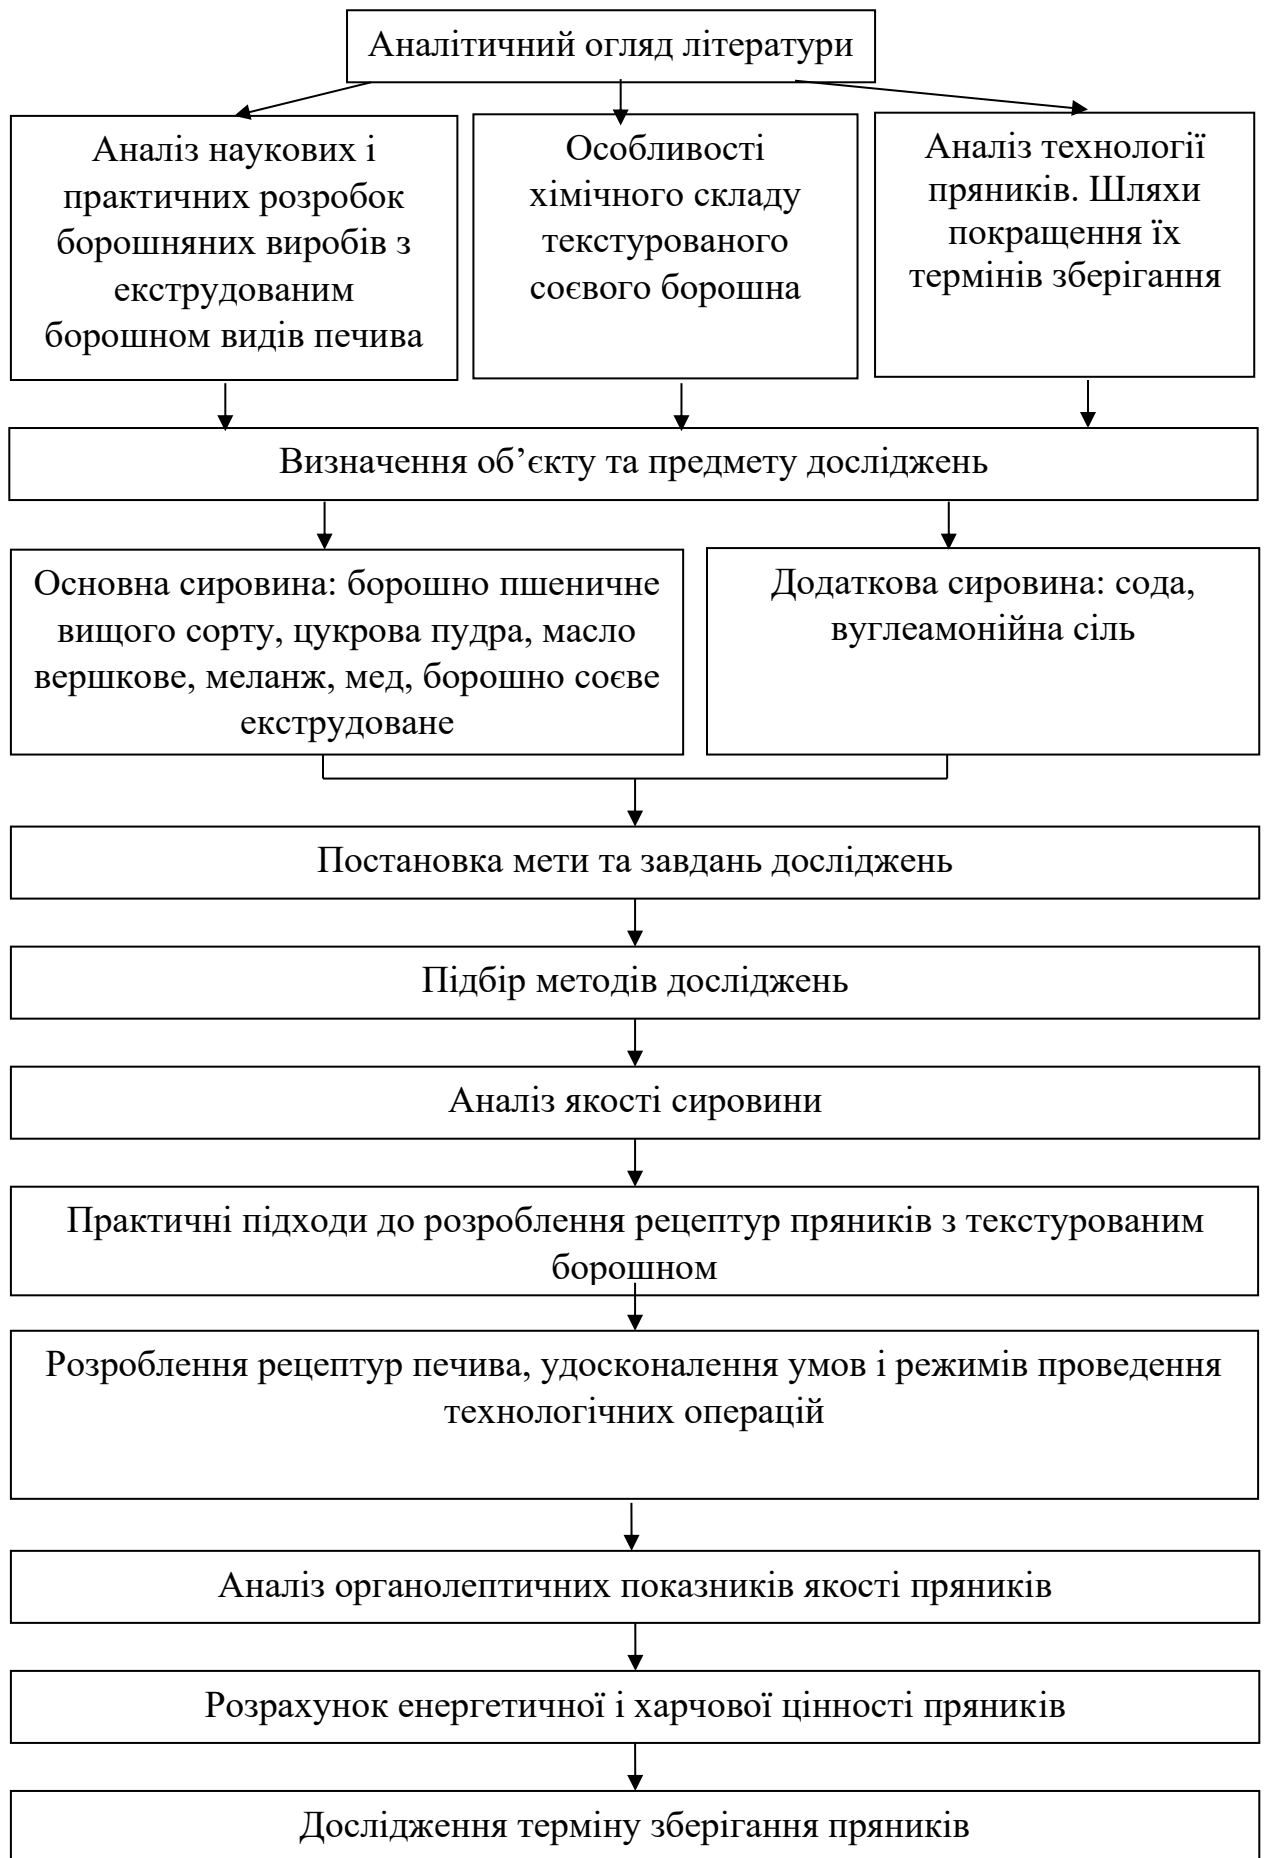 Аналітичний огляд літератури
Аналіз наукових і
практичних розробок
борошняних виробів з
екструдованим
борошном видів печива
Особливості
хімічного складу
текстурованого
соєвого борошна
Аналіз технології
пряників. Шляхи
покращення їх
термінів зберігання
Визначення об’єкту та предмету досліджень
Основна сировина: борошно пшеничне
вищого сорту, цукрова пудра, масло
вершкове, меланж, мед, борошно соєве
екструдоване
Додаткова сировина: сода,
вуглеамонійна сіль
Постановка мети та завдань досліджень
Підбір методів досліджень
Аналіз якості сировини
Практичні підходи до розроблення рецептур пряників з текстурованим
борошном
Розроблення рецептур печива, удосконалення умов і режимів проведення
технологічних операцій
Аналіз органолептичних показників якості пряників
Розрахунок енергетичної і харчової цінності пряників
Дослідження терміну зберігання пряників